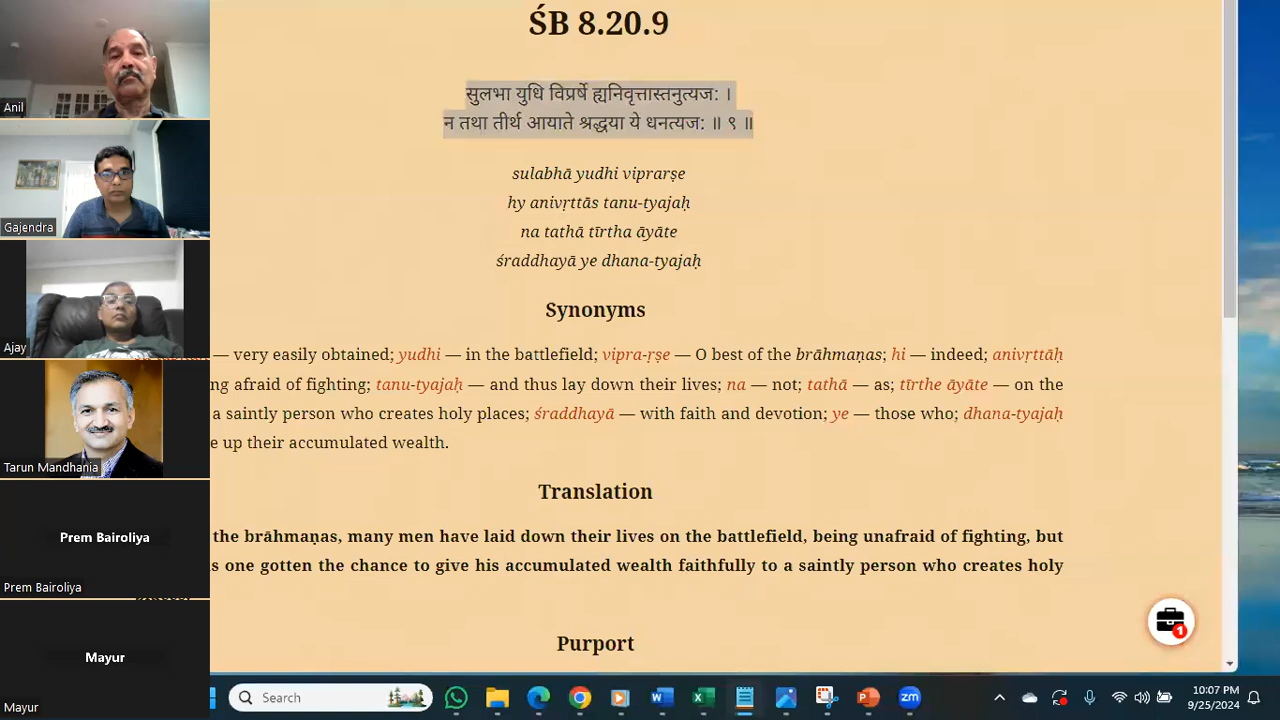 ŚB 8.20.9
सुलभा युधि विप्रर्षे ह्यनिवृत्तास्तनुत्यज: ।
न तथा तीर्थ आयाते श्रद्धया ये धनत्यज: ॥ ९ ॥
sulabhā yudhi viprarṣe
hy anivṛttās tanu-tyajaḥ
na tathā tīrtha āyāte
śraddhayā ye dhana-tyajaḥ
Synonyms
— very easily obtained; yudhi — in the battlefield; vipra-ṛṣe — O best of the brāhmaṇas; hi — indeed; anivṛttāḥ
ng afraid of fighting; tanu-tyajaḥ — and thus lay down their lives; na — not; tathā — as; tīrthe āyāte — on the
a saintly person who creates holy places; śraddhayā — with faith and devotion; ye — those who; dhana-tyajaḥ
e up their accumulated wealth.
Translation
the brāhmaṇas, many men have laid down their lives on the battlefield, being unafraid of fighting, but
s one gotten the chance to give his accumulated wealth faithfully to a saintly person who creates holy
Purport
Anil
Gajendra
Ajay
Tarun Mandhania
Prem Bairoliya
Prem Bairoliya
Mayur
Mayur
1
Search
zm
10:07 PM
9/25/2024